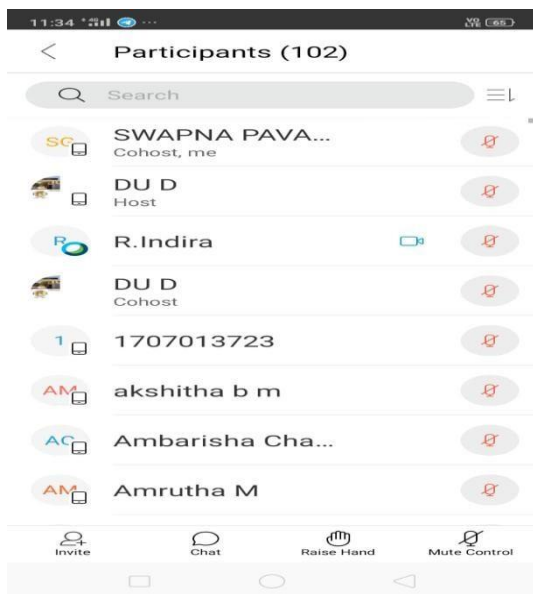 11:34
65
Participants (102)
Search
SG
SWAPNA PAVA...
Cohost, me
DU D
Host
R
R.Indira
DU D
Cohost
1
1707013723
AM
akshitha b m
AC
Ambarisha Cha...
AM
Amrutha M
Invite
Chat
Raise Hand
Mute Control